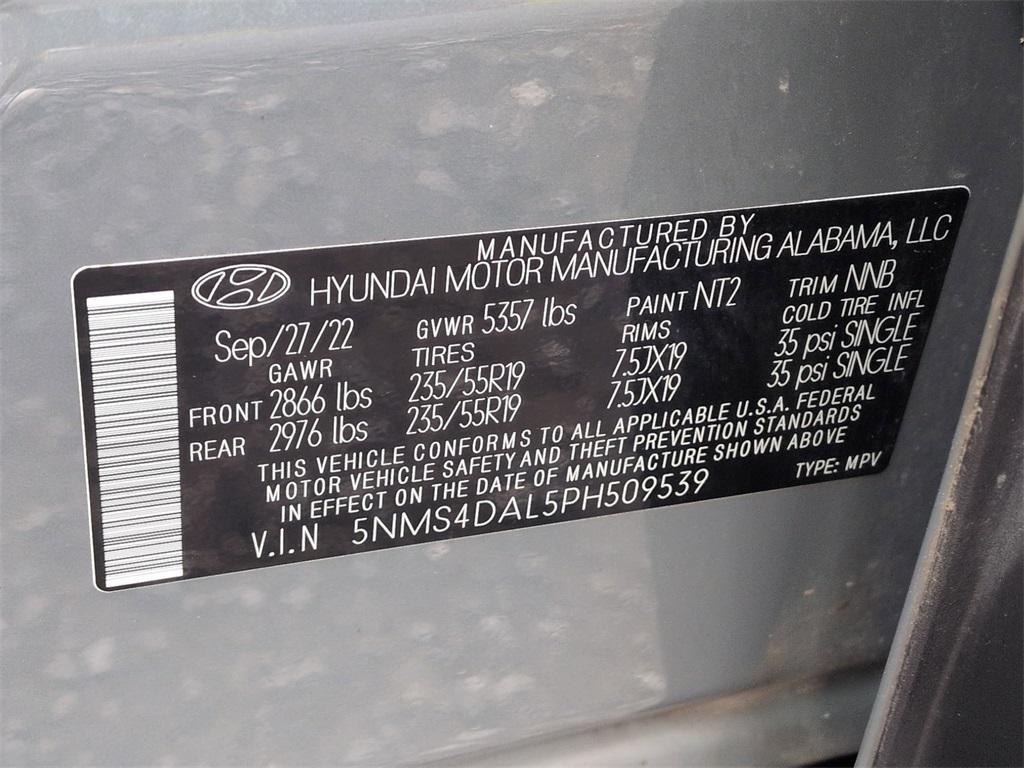 MANUFACTURED BY
HYUNDAI MOTOR MANUFACTURING ALABAMA, LLC
Sep/27/22 GVWR 5357 lbs PAINT NT2 TRIM NNB
GAWR TIRES RIMS COLD TIRE INFL
FRONT 2866 lbs 235/55R19 7.5JX19 35 psi SINGLE
REAR 2976 lbs 235/55R19 7.5JX19 35 psi SINGLE
THIS VEHICLE CONFORMS TO ALL APPLICABLE U.S.A. FEDERAL
MOTOR VEHICLE SAFETY AND THEFT PREVENTION STANDARDS
IN EFFECT ON THE DATE OF MANUFACTURE SHOWN ABOVE
V.I.N 5NMS4DAL5PH509539 TYPE: MPV